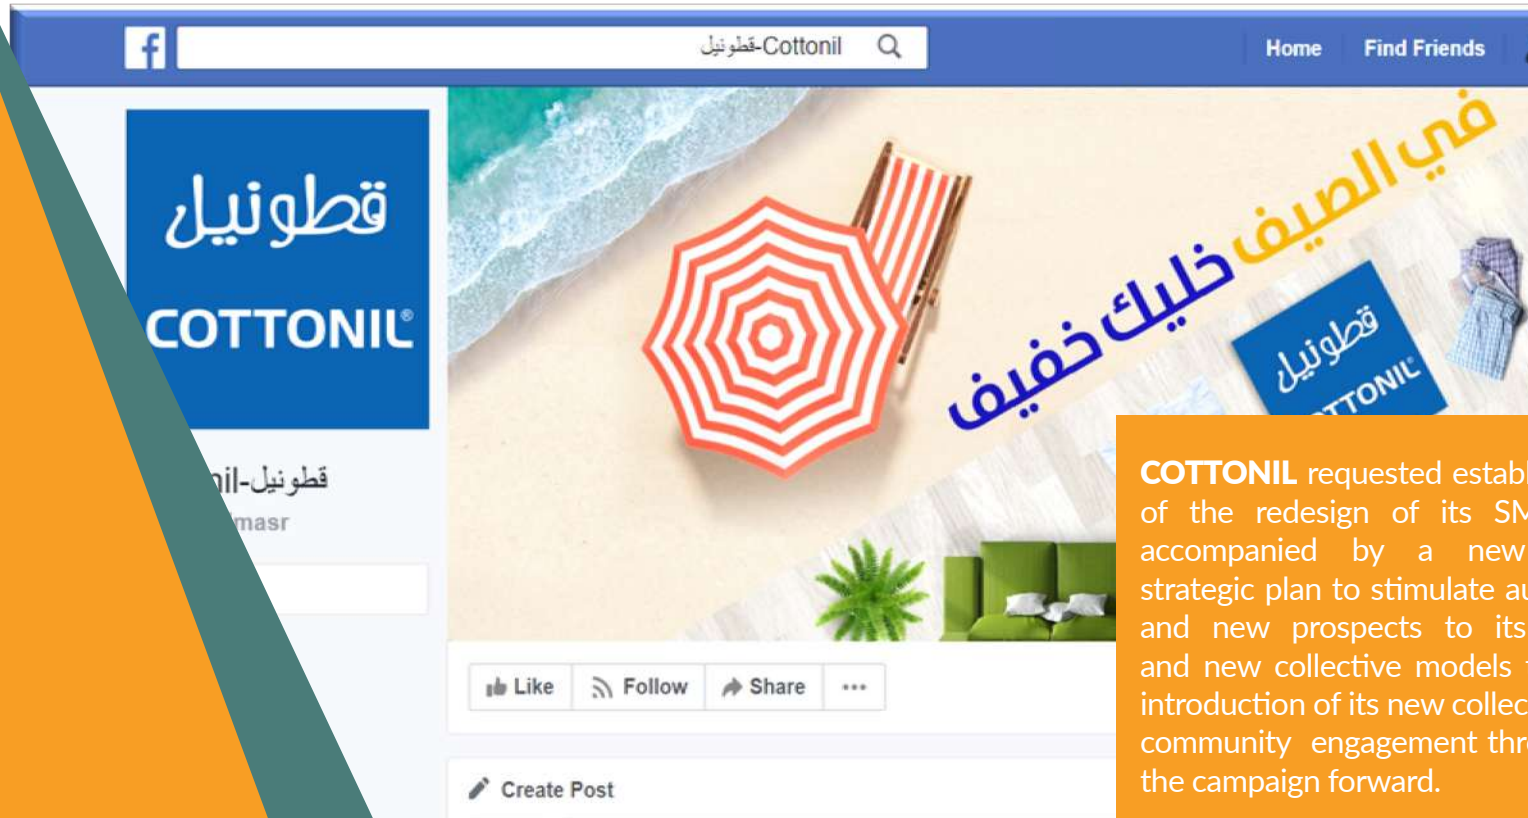 Cottonil-قطونيل
Home
Find Friends
قطونيل
COTTONIL®
في الصيف
خليك خفيف
قطونيل
COTTONIL
قطونيل-
masr
Like
Follow
Share
Create Post
COTTONIL requested
of the redesign of its
accompanied by a new
strategic plan to stimulate
and new prospects to its
and new collective models
introduction of its new
community engagement
the campaign forward.